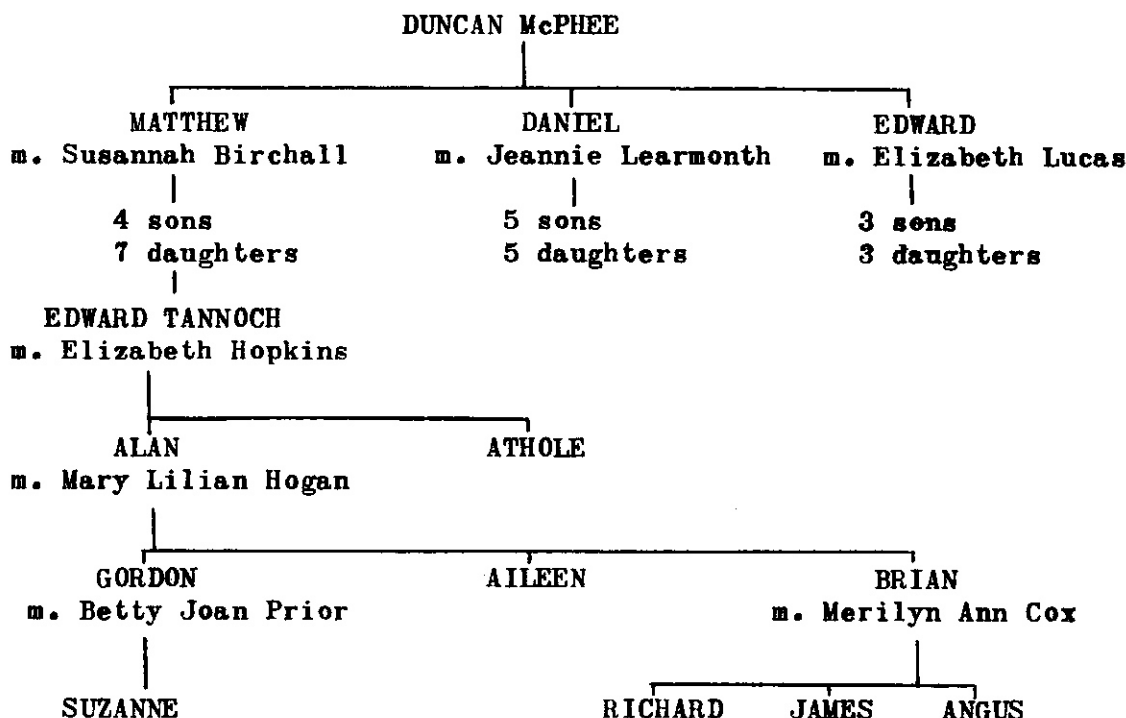 DUNCAN McPHEE
MATTHEW DANIEL EDWARD
m. Susannah Birchall m. Jeannie Learmonth m. Elizabeth Lucas
4 sons 5 sons 3 sons
7 daughters 5 daughters 3 daughters
EDWARD TANNOCH
m. Elizabeth Hopkins
ALAN ATHOLE
m. Mary Lilian Hogan
GORDON AILEEN BRIAN
m. Betty Joan Prior m. Merilyn Ann Cox
SUZANNE RICHARD JAMES ANGUS